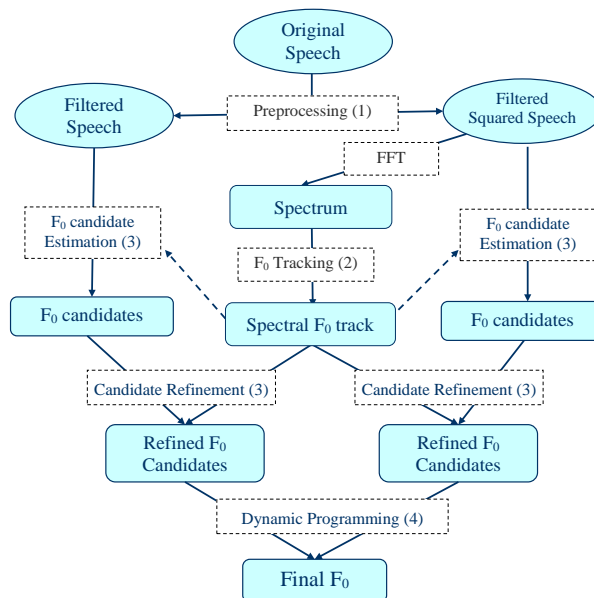 Original
Speech
Filtered
Speech
Preprocessing (1)
Filtered
Squared Speech
FFT
Spectrum
F₀ candidate
Estimation (3)
F₀ candidate
Estimation (3)
F₀ Tracking (2)
F₀ candidates
Spectral F₀ track
F₀ candidates
Candidate Refinement (3)
Candidate Refinement (3)
Refined F₀
Candidates
Refined F₀
Candidates
Dynamic Programming (4)
Final F₀